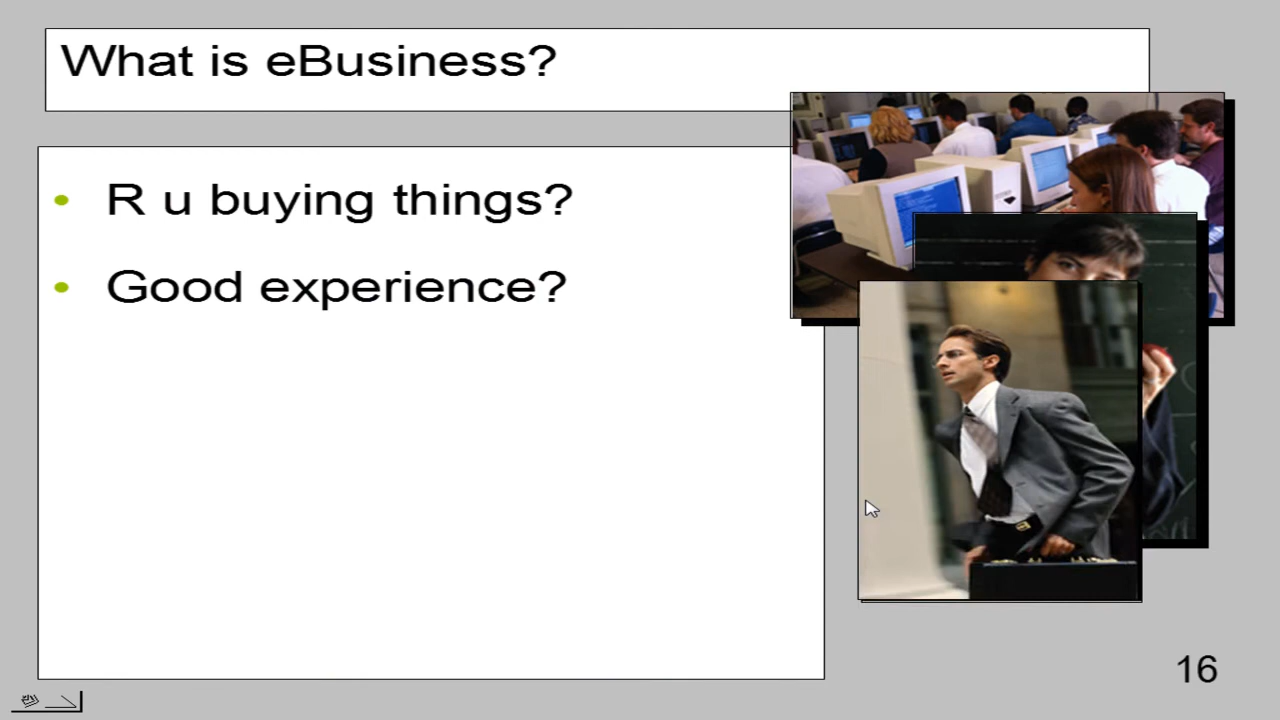 What is eBusiness?
• R u buying things?
• Good experience?
16